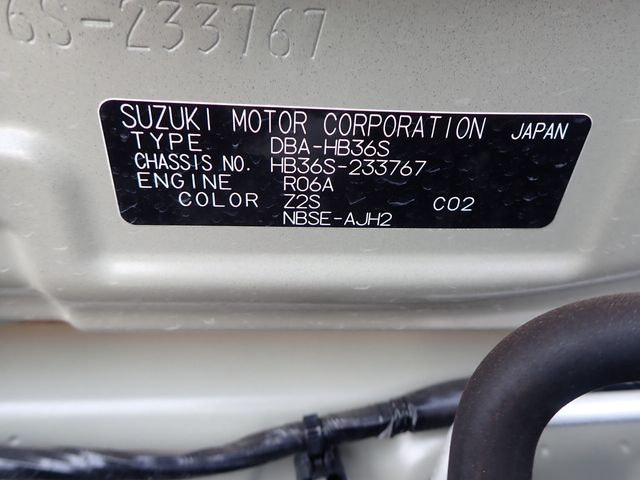 6S-233767
SUZUKI MOTOR CORPORATION JAPAN
TYPE DBA-HB36S
CHASSIS NO. HB36S-233767
ENGINE R06A
COLOR Z2S C02
NBSE-AJH2